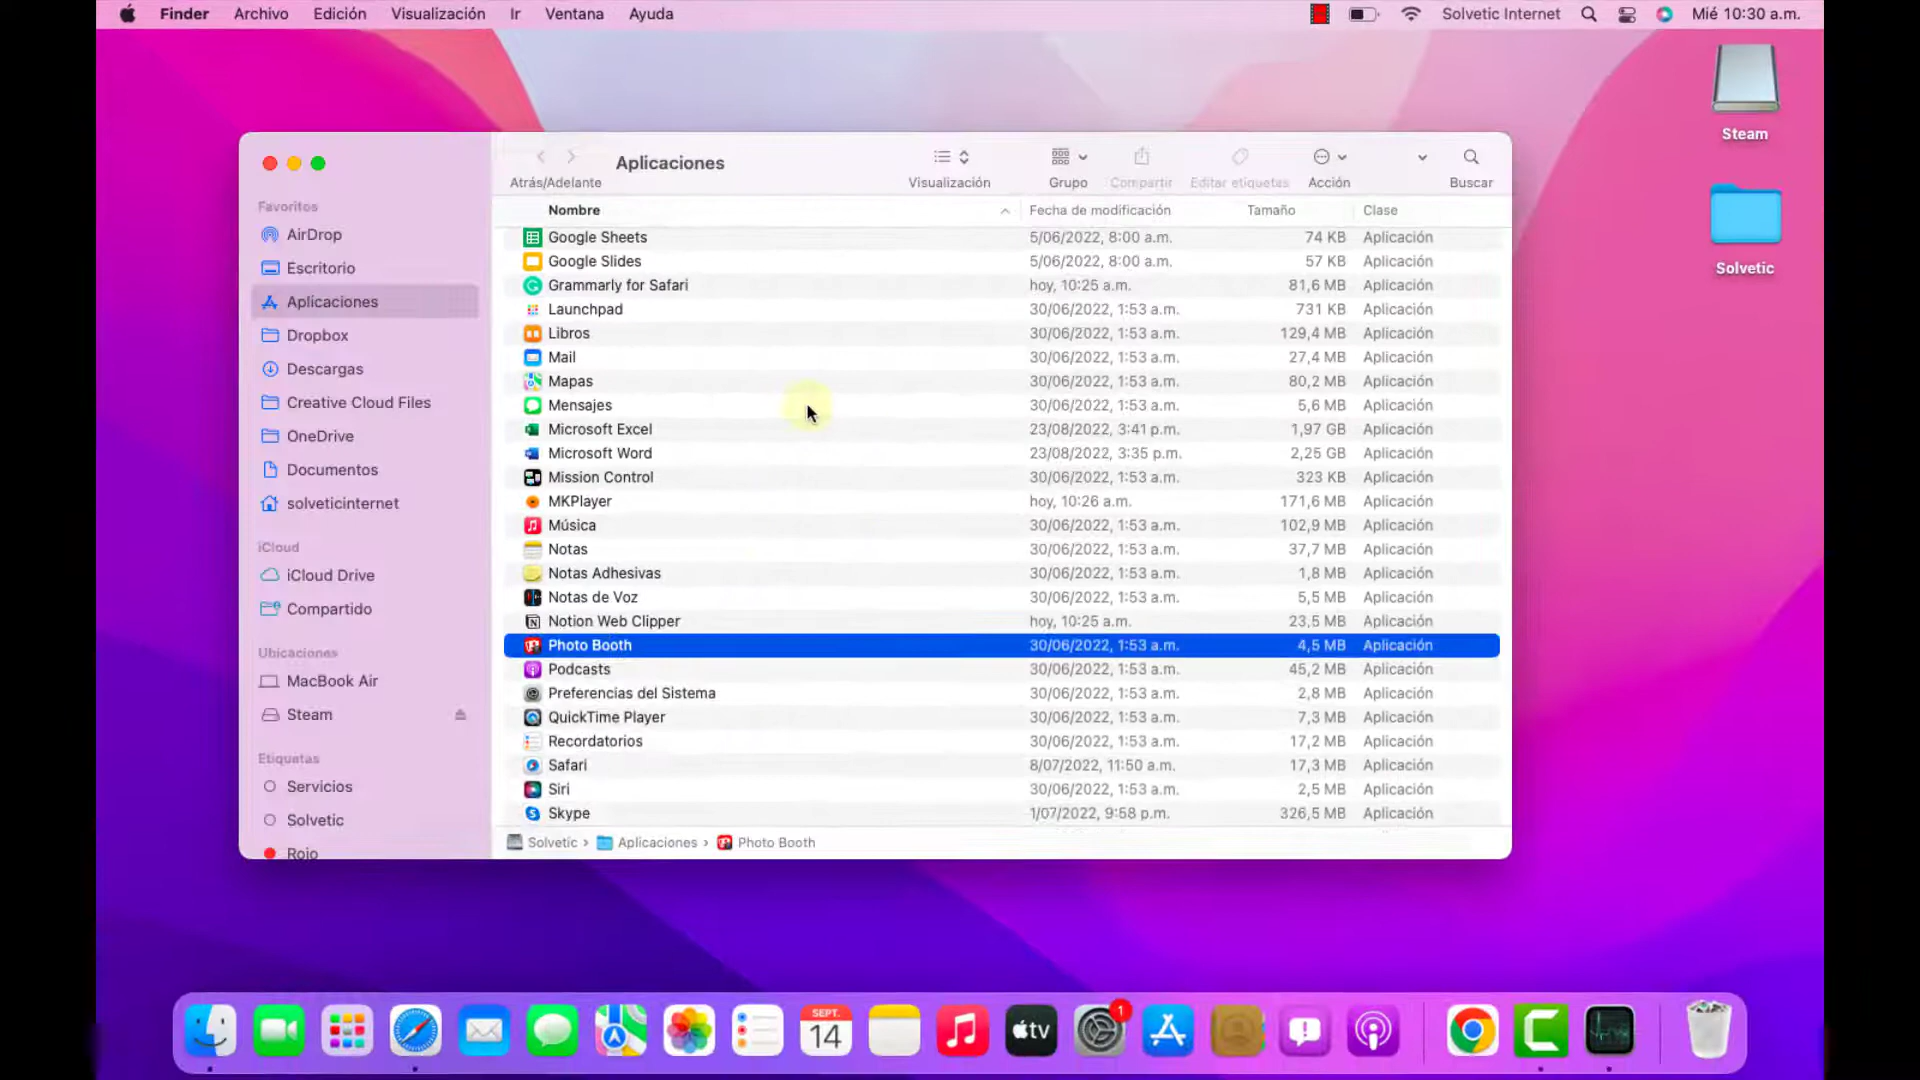 Finder Archivo Edición Visualización Ir Ventana Ayuda Solvetic Internet Mié 10:30 a.m.
Steam
Solvetic
Aplicaciones
Atrás/Adelante Visualización Grupo Compartir Editar etiquetas Acción Buscar
Favoritos
AirDrop
Escritorio
Aplicaciones
Dropbox
Descargas
Creative Cloud Files
OneDrive
Documentos
solveticinternet
iCloud
iCloud Drive
Compartido
Ubicaciones
MacBook Air
Steam
Etiquetas
Servicios
Solvetic
Rojo
Nombre Fecha de modificación Tamaño Clase
Google Sheets 5/06/2022, 8:00 a.m. 74 KB Aplicación
Google Slides 5/06/2022, 8:00 a.m. 57 KB Aplicación
Grammarly for Safari hoy, 10:25 a.m. 81,6 MB Aplicación
Launchpad 30/06/2022, 1:53 a.m. 731 KB Aplicación
Libros 30/06/2022, 1:53 a.m. 129,4 MB Aplicación
Mail 30/06/2022, 1:53 a.m. 27,4 MB Aplicación
Mapas 30/06/2022, 1:53 a.m. 80,2 MB Aplicación
Mensajes 30/06/2022, 1:53 a.m. 5,6 MB Aplicación
Microsoft Excel 23/08/2022, 3:41 p.m. 1,97 GB Aplicación
Microsoft Word 23/08/2022, 3:35 p.m. 2,25 GB Aplicación
Mission Control 30/06/2022, 1:53 a.m. 323 KB Aplicación
MKPlayer hoy, 10:26 a.m. 171,6 MB Aplicación
Música 30/06/2022, 1:53 a.m. 102,9 MB Aplicación
Notas 30/06/2022, 1:53 a.m. 37,7 MB Aplicación
Notas Adhesivas 30/06/2022, 1:53 a.m. 1,8 MB Aplicación
Notas de Voz 30/06/2022, 1:53 a.m. 5,5 MB Aplicación
Notion Web Clipper hoy, 10:25 a.m. 23,5 MB Aplicación
Photo Booth 30/06/2022, 1:53 a.m. 4,5 MB Aplicación
Podcasts 30/06/2022, 1:53 a.m. 45,2 MB Aplicación
Preferencias del Sistema 30/06/2022, 1:53 a.m. 2,8 MB Aplicación
QuickTime Player 30/06/2022, 1:53 a.m. 7,3 MB Aplicación
Recordatorios 30/06/2022, 1:53 a.m. 17,2 MB Aplicación
Safari 8/07/2022, 11:50 a.m. 17,3 MB Aplicación
Siri 30/06/2022, 1:53 a.m. 2,5 MB Aplicación
Skype 1/07/2022, 9:58 p.m. 326,5 MB Aplicación
Solvetic › Aplicaciones › Photo Booth
SEPT.
14
tv
1